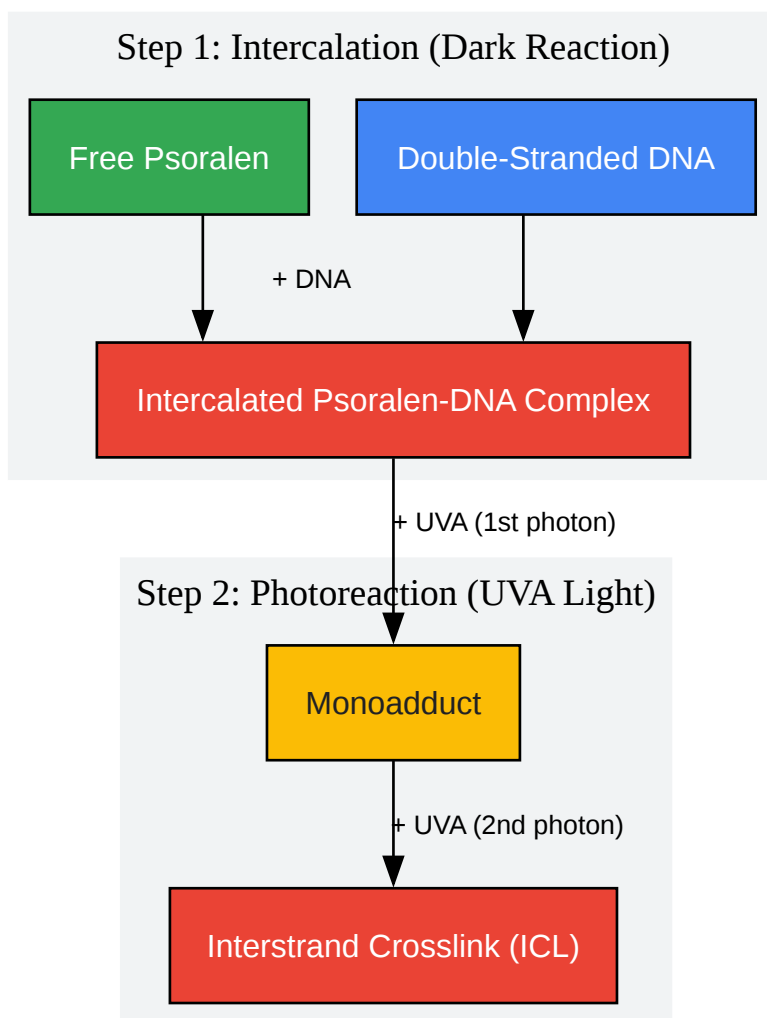 Step 1: Intercalation (Dark Reaction)
Free Psoralen
Double-Stranded DNA
+ DNA
Intercalated Psoralen-DNA Complex
+ UVA (1st photon)
Step 2: Photoreaction (UVA Light)
Monoadduct
+ UVA (2nd photon)
Interstrand Crosslink (ICL)